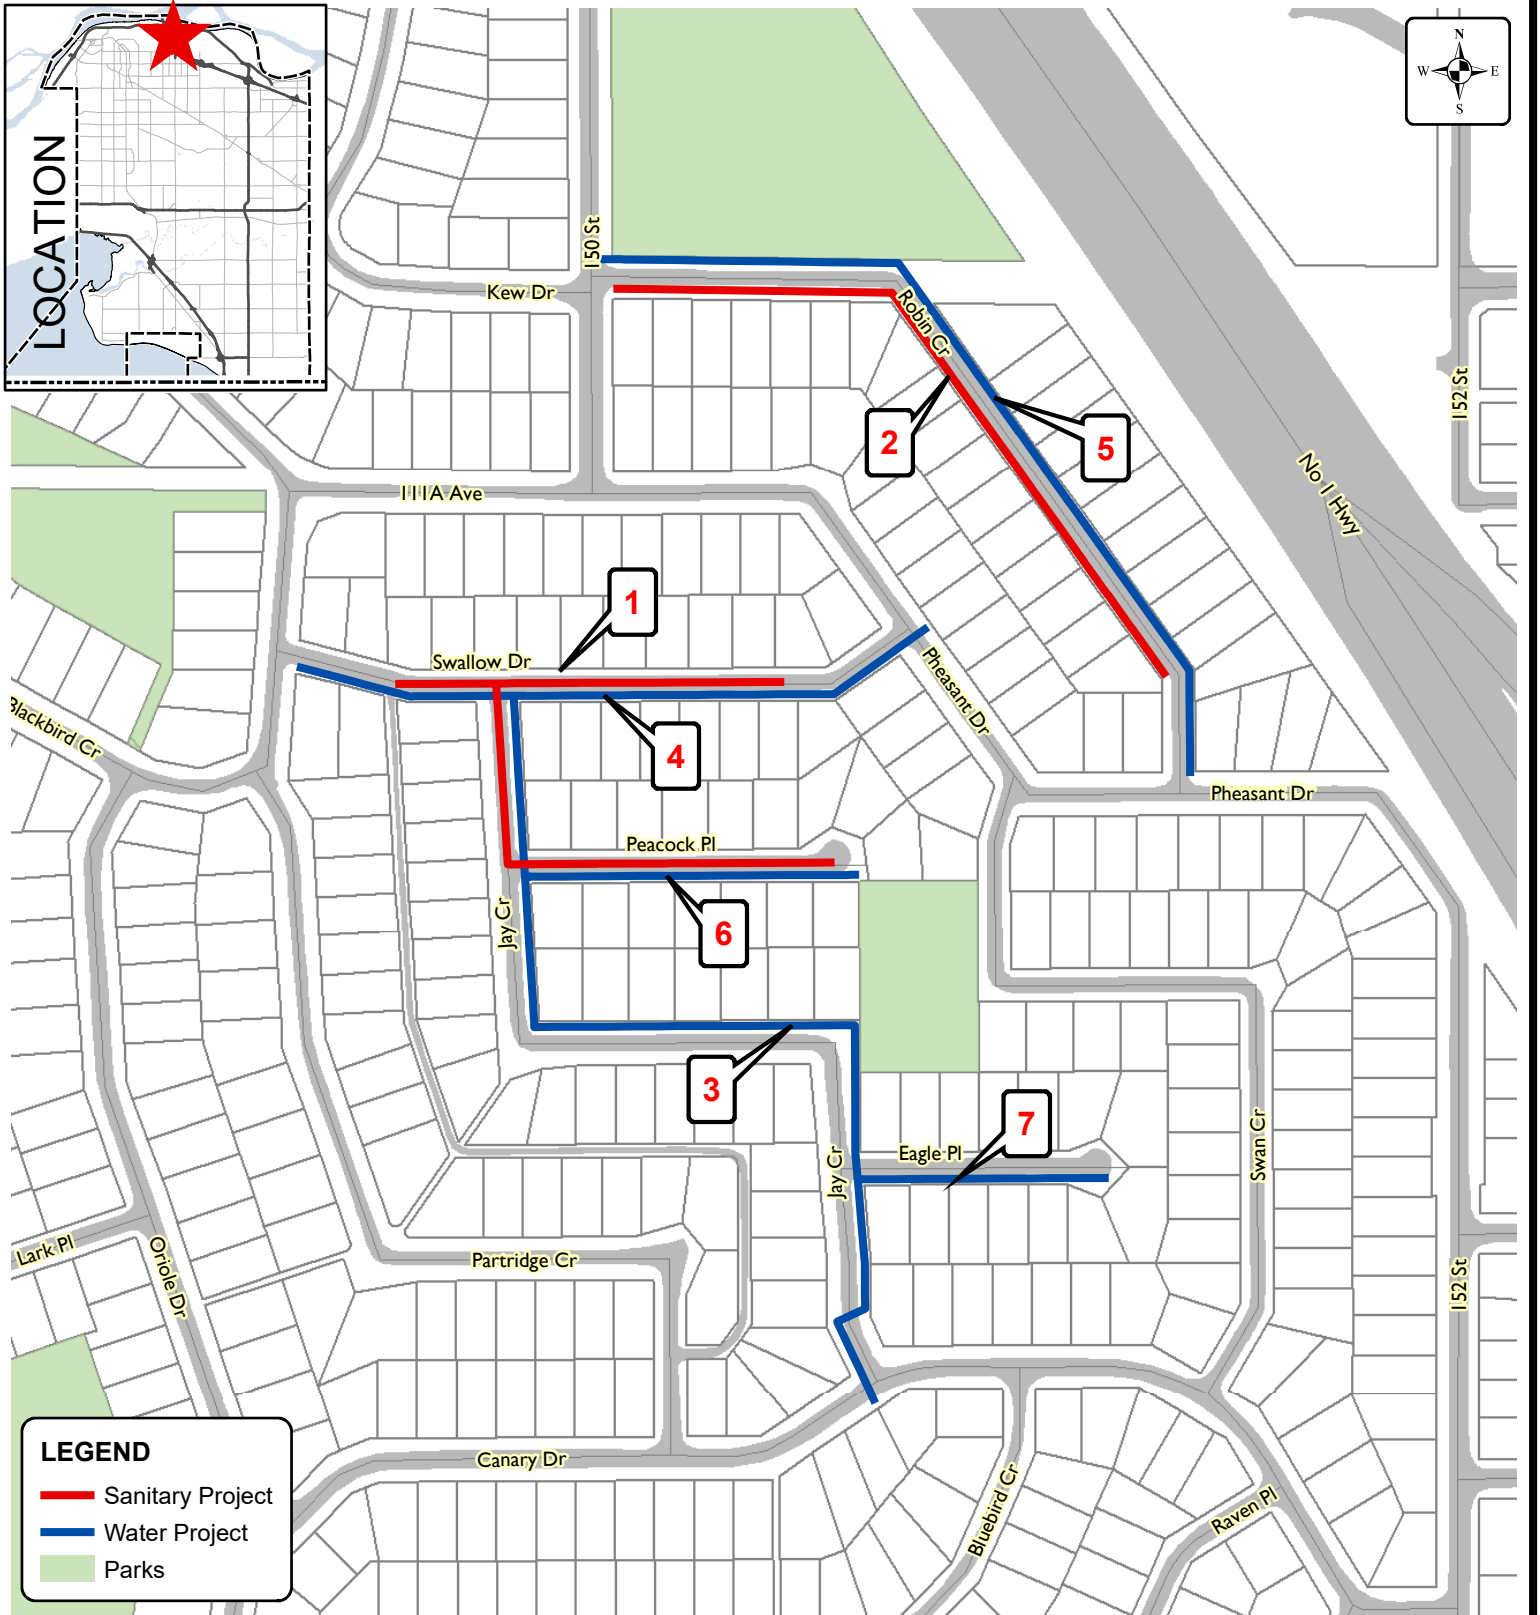 LOCATION
N
W
E
S
150 St
Kew Dr
Robin Cr
152 St
2
5
No 1 Hwy
111A Ave
1
Swallow Dr
Pheasant Dr
Blackbird Cr
4
Pheasant Dr
Peacock Pl
Jay Cr
6
3
7
Eagle Pl
Jay Cr
Swan Cr
Lark Pl
Oriole Dr
Partridge Cr
152 St
Canary Dr
Bluebird Cr
Raven Pl
LEGEND
Sanitary Project
Water Project
Parks